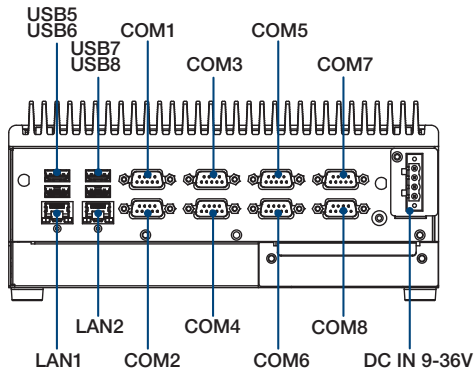 USB5
USB6
COM1
COM5
USB7
USB8
COM3
COM7
LAN2
COM4
COM8
LAN1
COM2
COM6
DC IN 9-36V